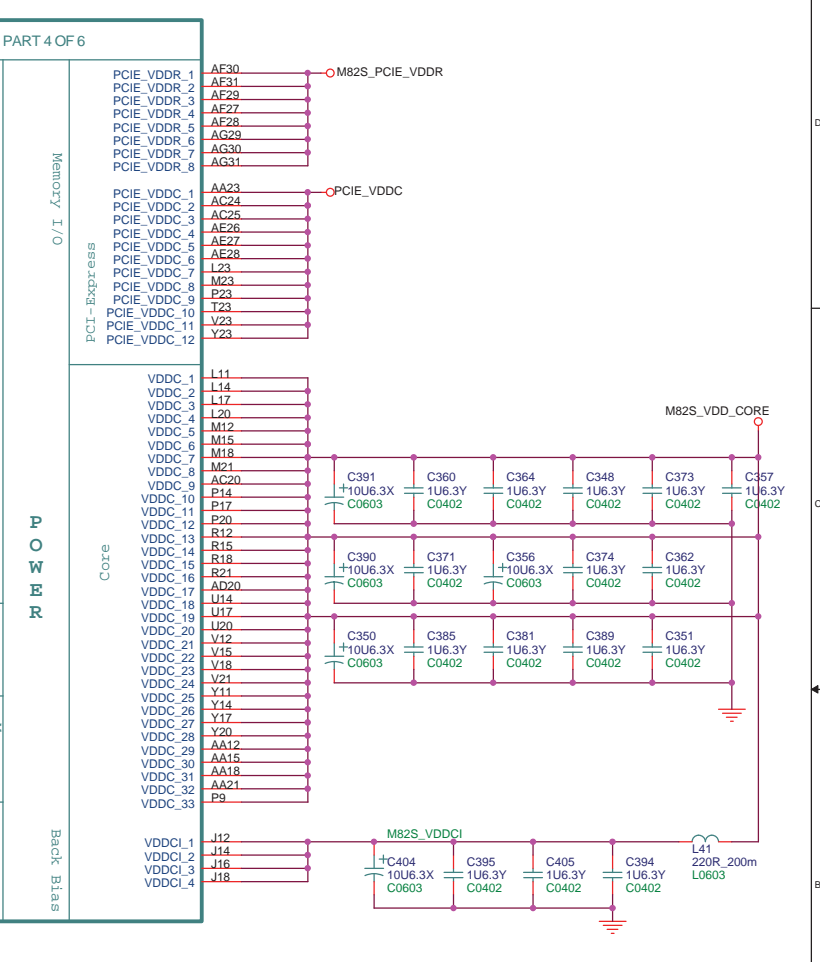 PART 4 OF 6
PCIE_VDDR_1 AF30
M82S_PCIE_VDDR
PCIE_VDDR_2 AF31
PCIE_VDDR_3 AF29
PCIE_VDDR_4 AF27
PCIE_VDDR_5 AF28
PCIE_VDDR_6 AG29
PCIE_VDDR_7 AG30
PCIE_VDDR_8 AG31
Memory I/O
PCI-Express
PCIE_VDDC_1 AA23
PCIE_VDDC
PCIE_VDDC_2 AC24
PCIE_VDDC_3 AC25
PCIE_VDDC_4 AE26
PCIE_VDDC_5 AE27
PCIE_VDDC_6 AE28
PCIE_VDDC_7 L23
PCIE_VDDC_8 M23
PCIE_VDDC_9 P23
PCIE_VDDC_10 T23
PCIE_VDDC_11 V23
PCIE_VDDC_12 Y23
POWER
Core
VDDC_1 L11
VDDC_2 L14
VDDC_3 L17
VDDC_4 L20
VDDC_5 M12
VDDC_6 M15
VDDC_7 M18
VDDC_8 M21
VDDC_9 AC20
VDDC_10 P14
VDDC_11 P17
VDDC_12 P20
VDDC_13 R12
VDDC_14 R15
VDDC_15 R18
VDDC_16 R21
VDDC_17 AD20
VDDC_18 U14
VDDC_19 U17
VDDC_20 U20
VDDC_21 V12
VDDC_22 V15
VDDC_23 V18
VDDC_24 V21
VDDC_25 Y11
VDDC_26 Y14
VDDC_27 Y17
VDDC_28 Y20
VDDC_29 AA12
VDDC_30 AA15
VDDC_31 AA18
VDDC_32 AA21
VDDC_33 P9
M82S_VDD_CORE
C391 C360 C364 C348 C373 C357
+10U6.3X 1U6.3Y 1U6.3Y 1U6.3Y 1U6.3Y 1U6.3Y
C0603 C0402 C0402 C0402 C0402 C0402
C390 C371 C356 C374 C362
+10U6.3X 1U6.3Y +10U6.3X 1U6.3Y 1U6.3Y
C0603 C0402 C0603 C0402 C0402
C350 C385 C381 C389 C351
+10U6.3X 1U6.3Y 1U6.3Y 1U6.3Y 1U6.3Y
C0603 C0402 C0402 C0402 C0402
Back Bias
VDDCI_1 J12
VDDCI_2 J14
VDDCI_3 J16
VDDCI_4 J18
M82S_VDDCI
L41
220R_200m
L0603
+C404 C395 C405 C394
10U6.3X 1U6.3Y 1U6.3Y 1U6.3Y
C0603 C0402 C0402 C0402
D
C
B